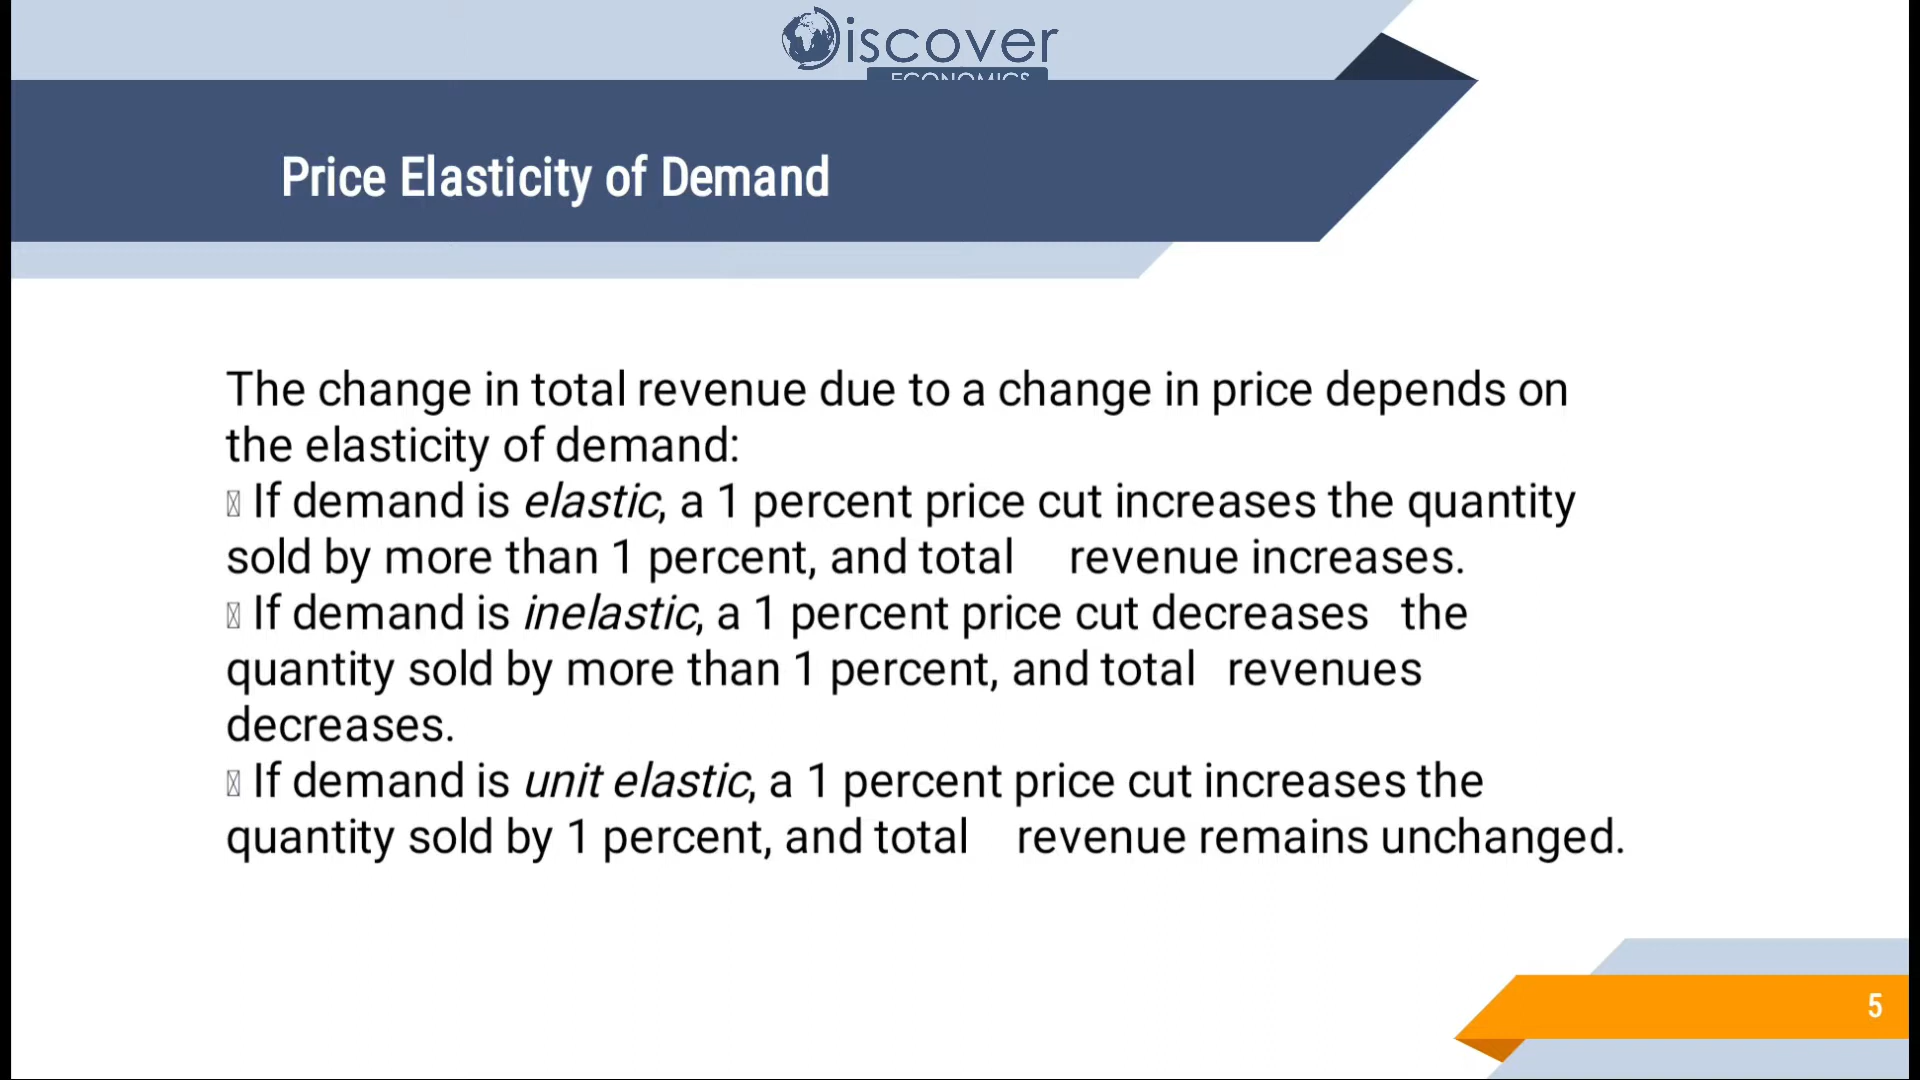 Discover
ECONOMICS
Price Elasticity of Demand
The change in total revenue due to a change in price depends on
the elasticity of demand:
If demand is elastic, a 1 percent price cut increases the quantity
sold by more than 1 percent, and total revenue increases.
If demand is inelastic, a 1 percent price cut decreases the
quantity sold by more than 1 percent, and total revenues
decreases.
If demand is unit elastic, a 1 percent price cut increases the
quantity sold by 1 percent, and total revenue remains unchanged.
5